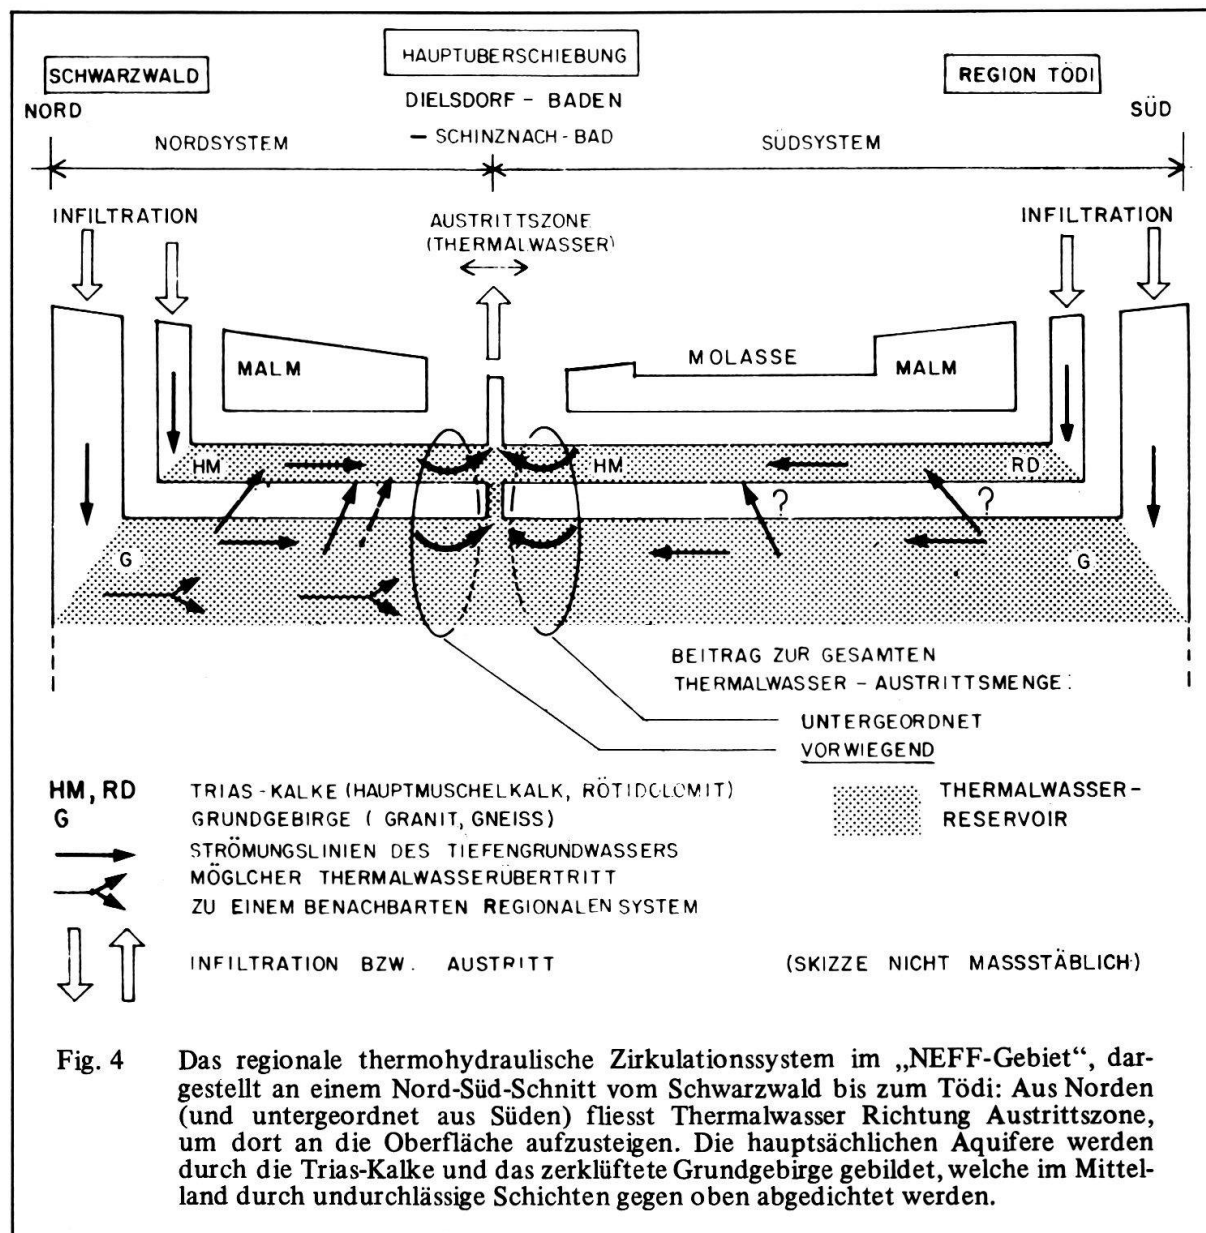 HAUPTUBERSCHIEBUNG
SCHWARZWALD
REGION TÖDI
DIELSDORF - BADEN
- SCHINZNACH-BAD
NORD
SÜD
NORDSYSTEM
SÜDSYSTEM
INFILTRATION
AUSTRITTSZONE
(THERMALWASSER)
INFILTRATION
MALM
MOLASSE
MALM
HM
HM
RD
?
?
G
G
BEITRAG ZUR GESAMTEN
THERMALWASSER - AUSTRITTSMENGE:
UNTERGEORDNET
VORWIEGEND
HM, RD TRIAS-KALKE (HAUPTMUSCHELKALK, RÖTIDOLOMIT)
G GRUNDGEBIRGE ( GRANIT, GNEISS)
THERMALWASSER-
RESERVOIR
STRÖMUNGSLINIEN DES TIEFENGRUNDWASSERS
MÖGLCHER THERMALWASSERÜBERTRITT
ZU EINEM BENACHBARTEN REGIONALEN SYSTEM
INFILTRATION BZW. AUSTRITT
(SKIZZE NICHT MASSSTÄBLICH)
Fig. 4 Das regionale thermohydraulische Zirkulationssystem im „NEFF-Gebiet“, dar-
gestellt an einem Nord-Süd-Schnitt vom Schwarzwald bis zum Tödi: Aus Norden
(und untergeordnet aus Süden) fliesst Thermalwasser Richtung Austrittszone,
um dort an die Oberfläche aufzusteigen. Die hauptsächlichen Aquifere werden
durch die Trias-Kalke und das zerklüftete Grundgebirge gebildet, welche im Mittel-
land durch undurchlässige Schichten gegen oben abgedichtet werden.